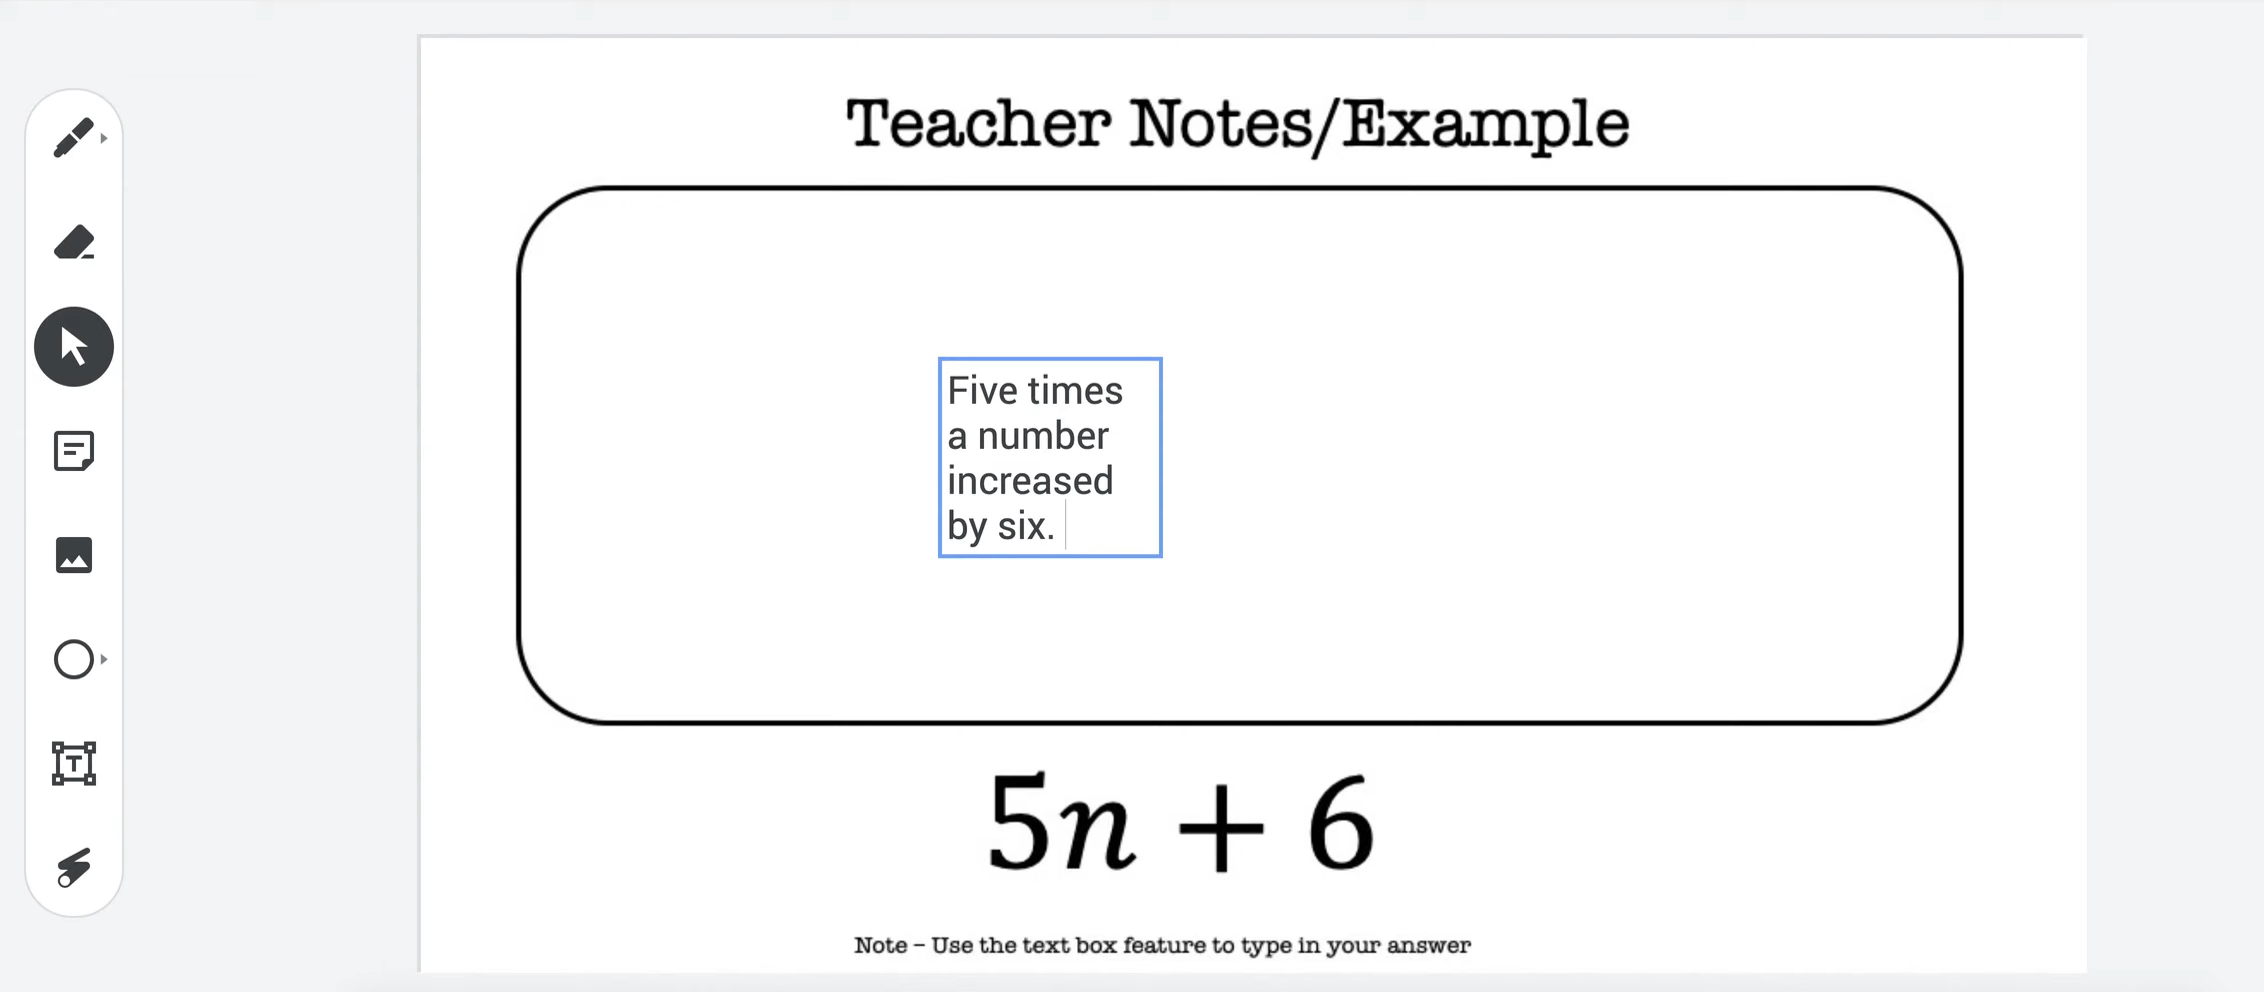 Teacher Notes/Example
Five times
a number
increased
by six.
5n + 6
Note - Use the text box feature to type in your answer